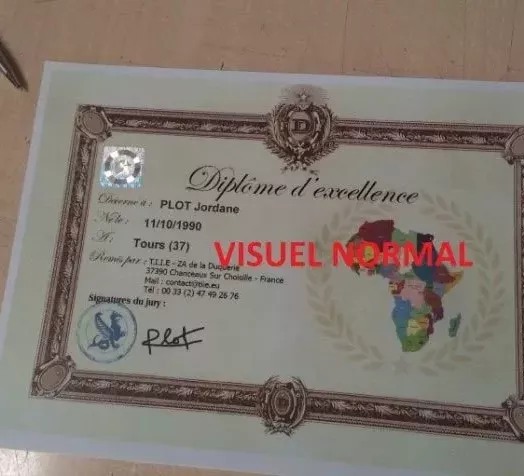 Diplôme d'excellence
Décerné à : PLOT Jordane
Né le : 11/10/1990
A : Tours (37)
VISUEL NORMAL
Remis par : T.I.I.E - ZA de la Duquerie
37390 Chanceaux Sur Choisille - France
Mail : contact@tiie.eu
Tél : 00 33 (2) 47 49 26 76
Signatures du jury :
Plot